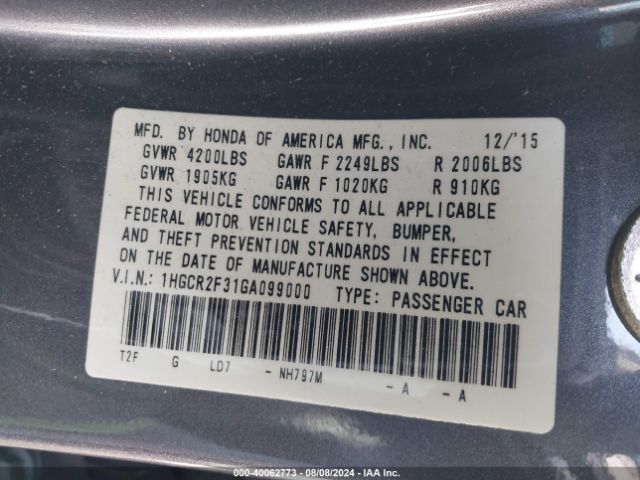 MFD. BY HONDA OF AMERICA MFG., INC. 12/'15
GVWR 4200LBS GAWR F 2249LBS R 2006LBS
GVWR 1905KG GAWR F 1020KG R 910KG
THIS VEHICLE CONFORMS TO ALL APPLICABLE
FEDERAL MOTOR VEHICLE SAFETY, BUMPER,
AND THEFT PREVENTION STANDARDS IN EFFECT
ON THE DATE OF MANUFACTURE SHOWN ABOVE.
V.I.N.: 1HGCR2F31GA099000 TYPE: PASSENGER CAR
T2F G LD7 - NH797M - A - A
000-40062773 - 08/08/2024 - IAA Inc.